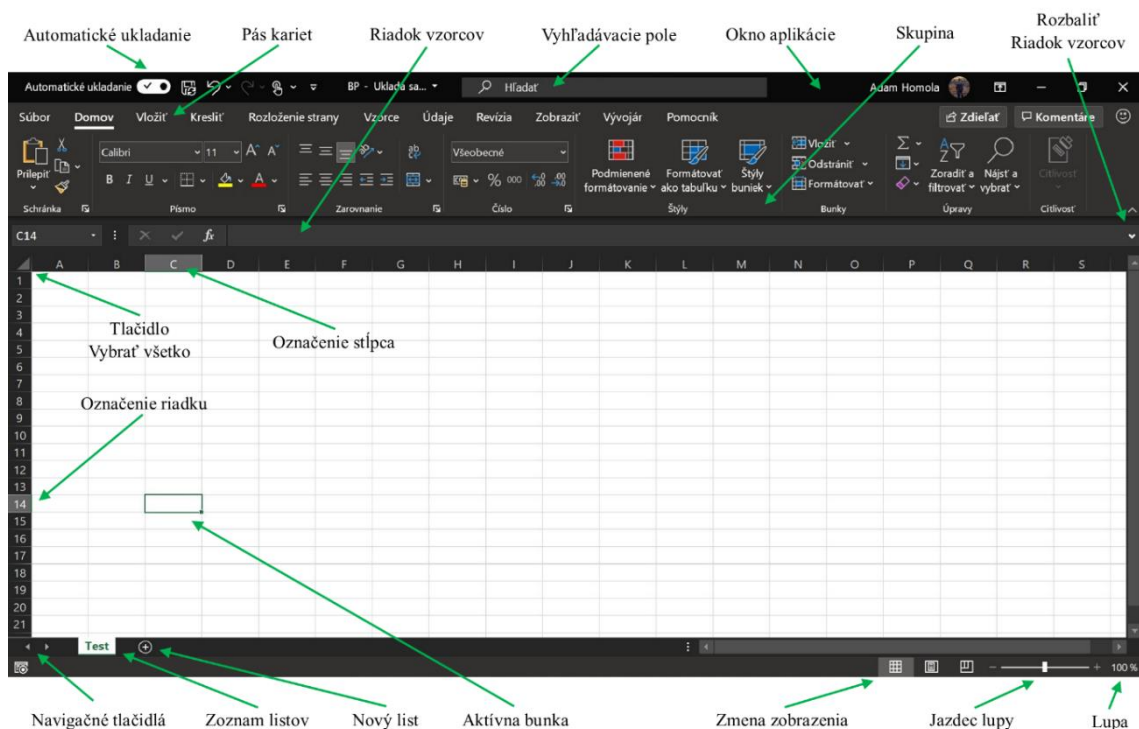 Automatické ukladanie Pás kariet Riadok vzorcov Vyhľadávacie pole Okno aplikácie Skupina Rozbaliť
Riadok vzorcov
Automatické ukladanie BP - Ukladá sa... Hľadať Adam Homola
Súbor Domov Vložiť Kresliť Rozloženie strany Vzorce Údaje Revízia Zobraziť Vývojár Pomocník Zdieľať Komentáre
Prilepiť Calibri 11 A^ A˅ ab Všeobecné Podmienené formátovanie Formátovať ako tabuľku Štýly buniek Vložiť Σ Zoradiť a filtrovať Nájsť a vybrať Citlivosť
Odstrániť
B I U A % 000 Formátovať
Schránka Písmo Zarovnanie Číslo Štýly Bunky Úpravy Citlivosť
C14 fx
A B C D E F G H I J K L M N O P Q R S
1
2
3
4
5
6
7
8
9
10
11
12
13
14
15
16
17
18
19
20
21
Tlačidlo
Vybrať všetko
Označenie stĺpca
Označenie riadku
Test
100 %
Navigačné tlačidlá Zoznam listov Nový list Aktívna bunka Zmena zobrazenia Jazdec lupy Lupa